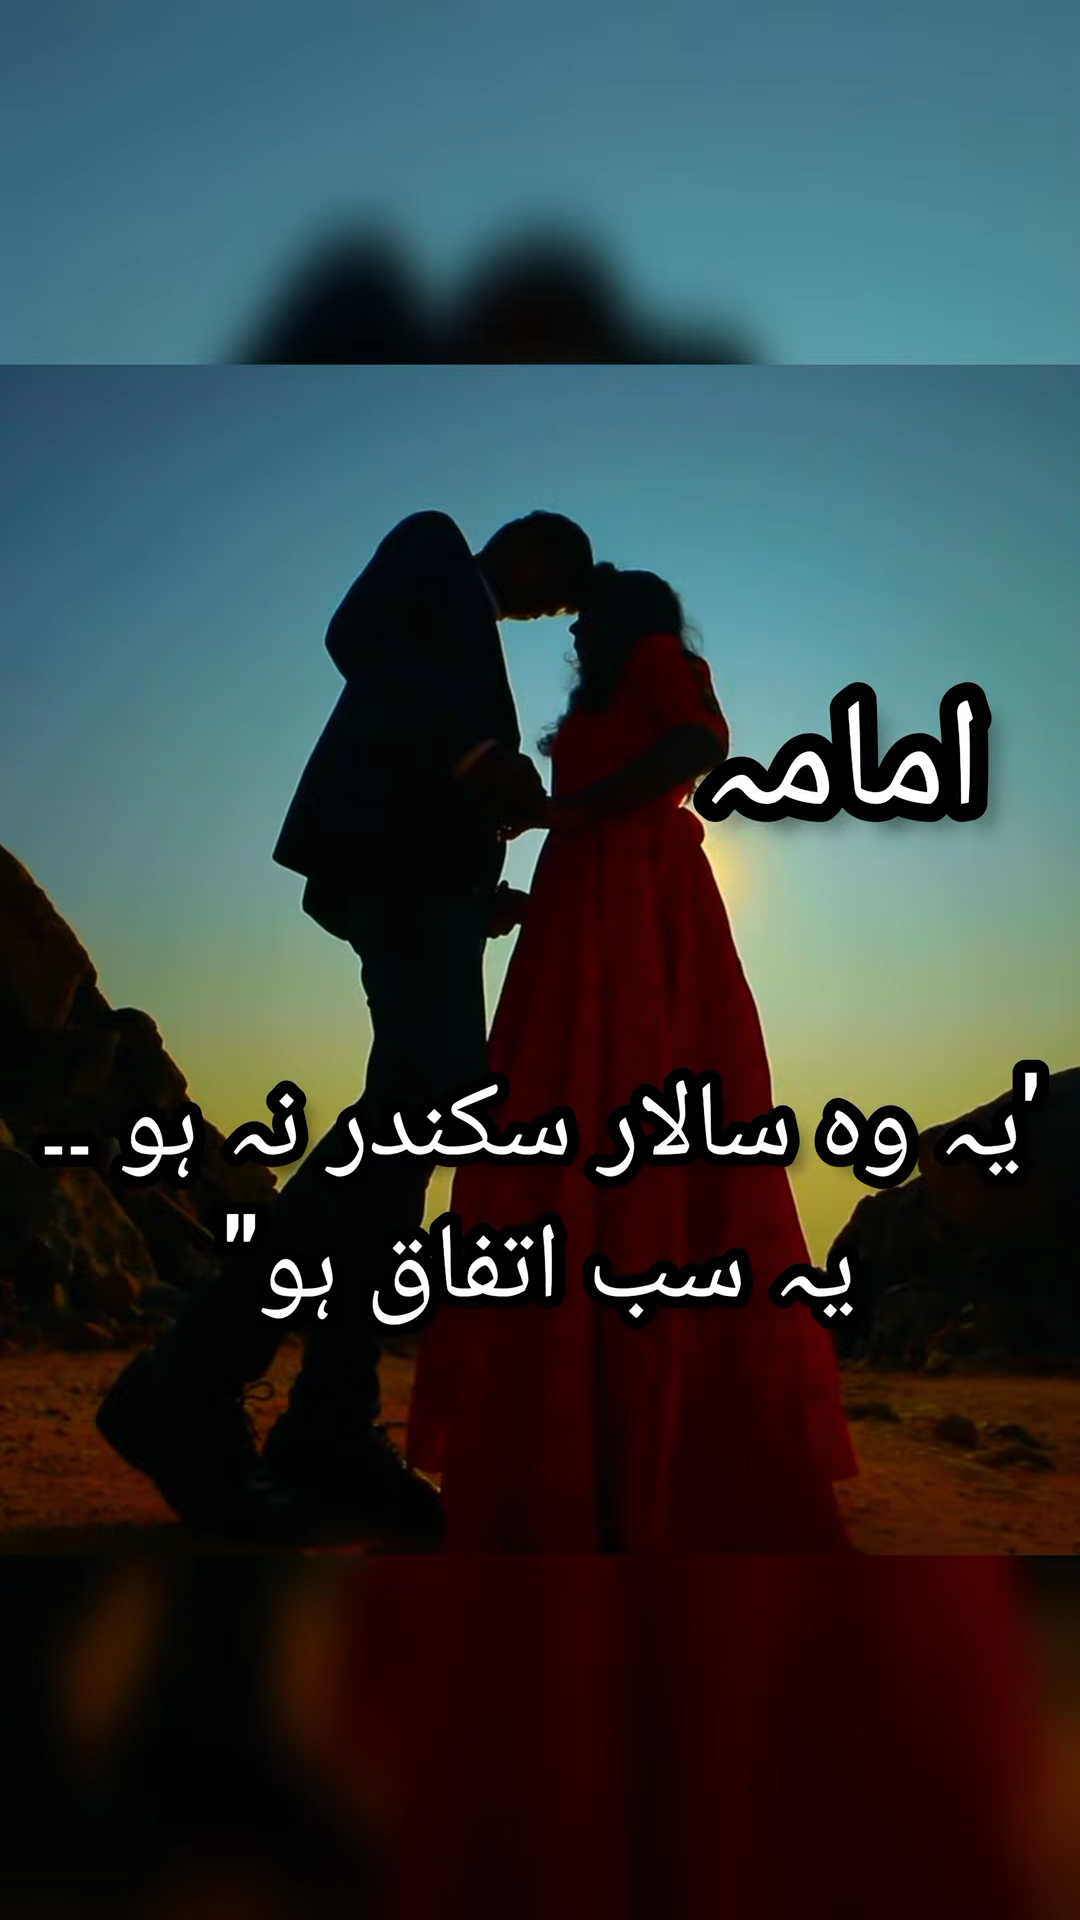 امامہ
'یہ وہ سالار سکندر نہ ہو --
یہ سب اتفاق ہو"